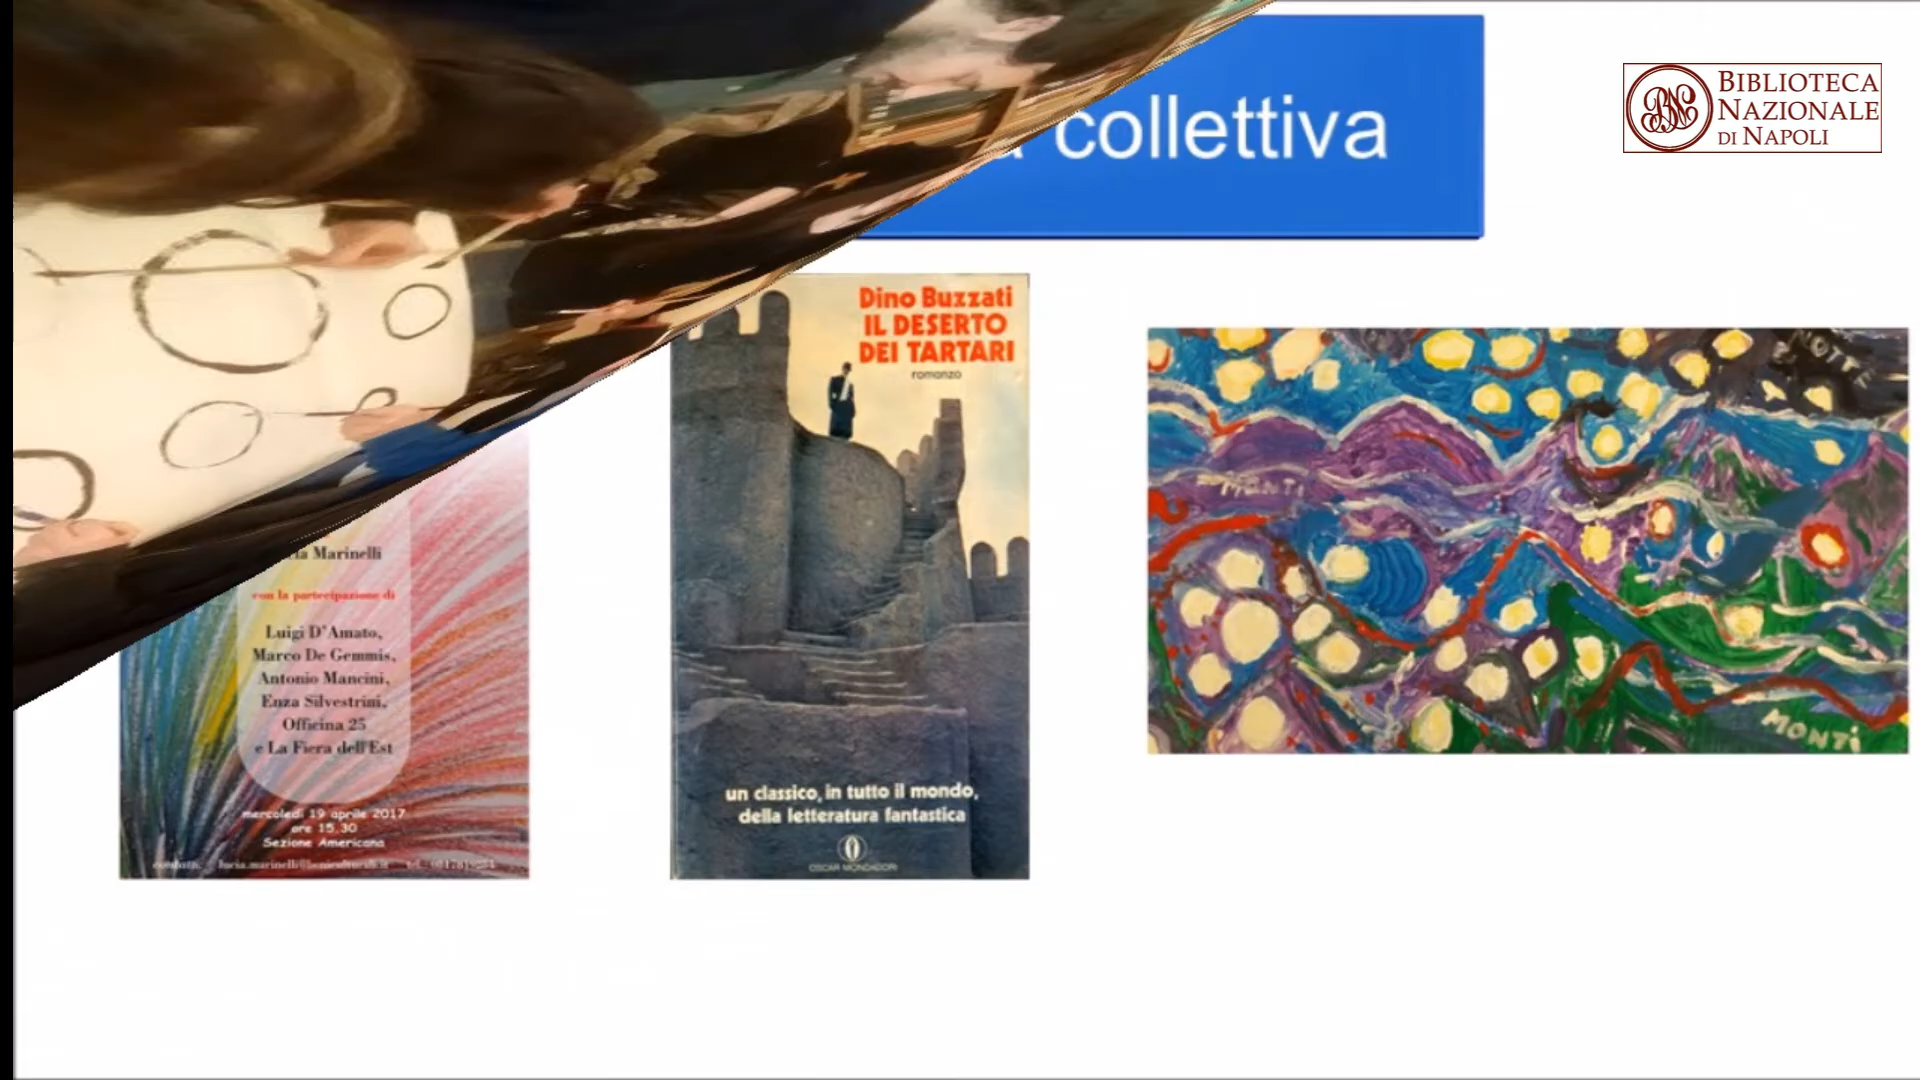 collettiva
BIBLIOTECA
NAZIONALE
DI NAPOLI
Marinelli
con la partecipazione di
Luigi D'Amato,
Marco De Gemmis,
Antonio Mancini,
Enza Silvestrini,
Officina 25
e La Fiera dell'Est
mercoledì 19 aprile 2017
ore 15.30
Sezione Americana
Dino Buzzati
IL DESERTO
DEI TARTARI
romanzo
un classico, in tutto il mondo,
della letteratura fantastica
OSCAR MONDADORI
NOTTE
MONTI
MONTI